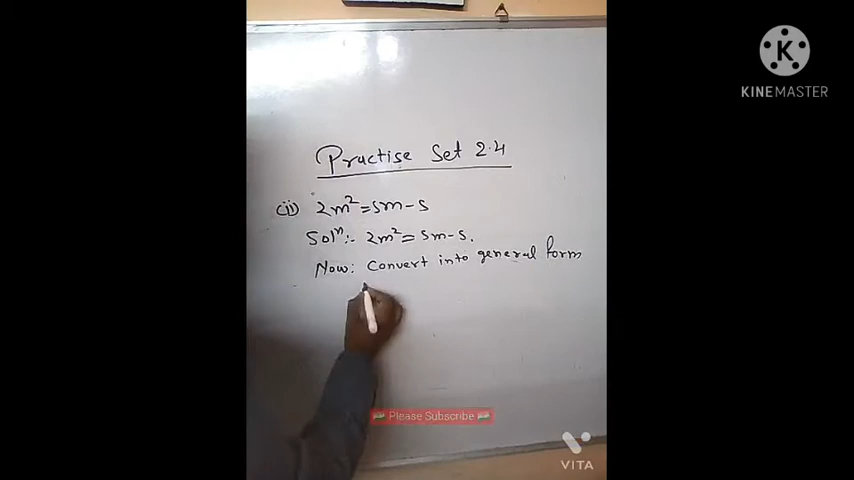 Practise Set 2.4
(ii) 2m² = 5m - 5
Solⁿ:- 2m² = 5m - 5.
Now: Convert into general form
🇮🇳 Please Subscribe 🇮🇳
K
KINEMASTER
VITA